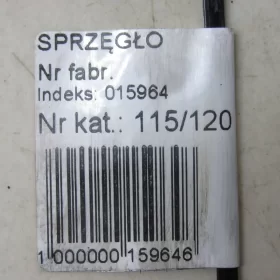 SPRZĘGŁO
Nr fabr.
Indeks: 015964
Nr kat.: 115/120
1 000000 159646